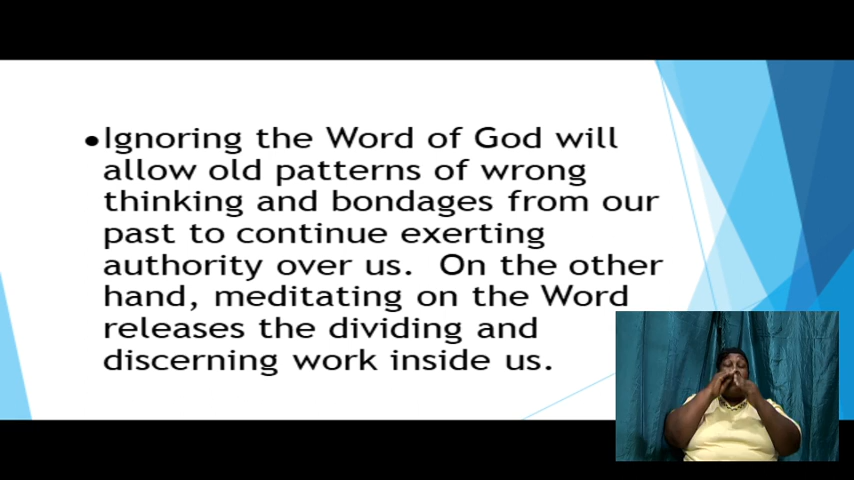 •Ignoring the Word of God will
allow old patterns of wrong
thinking and bondages from our
past to continue exerting
authority over us.  On the other
hand, meditating on the Word
releases the dividing and
discerning work inside us.